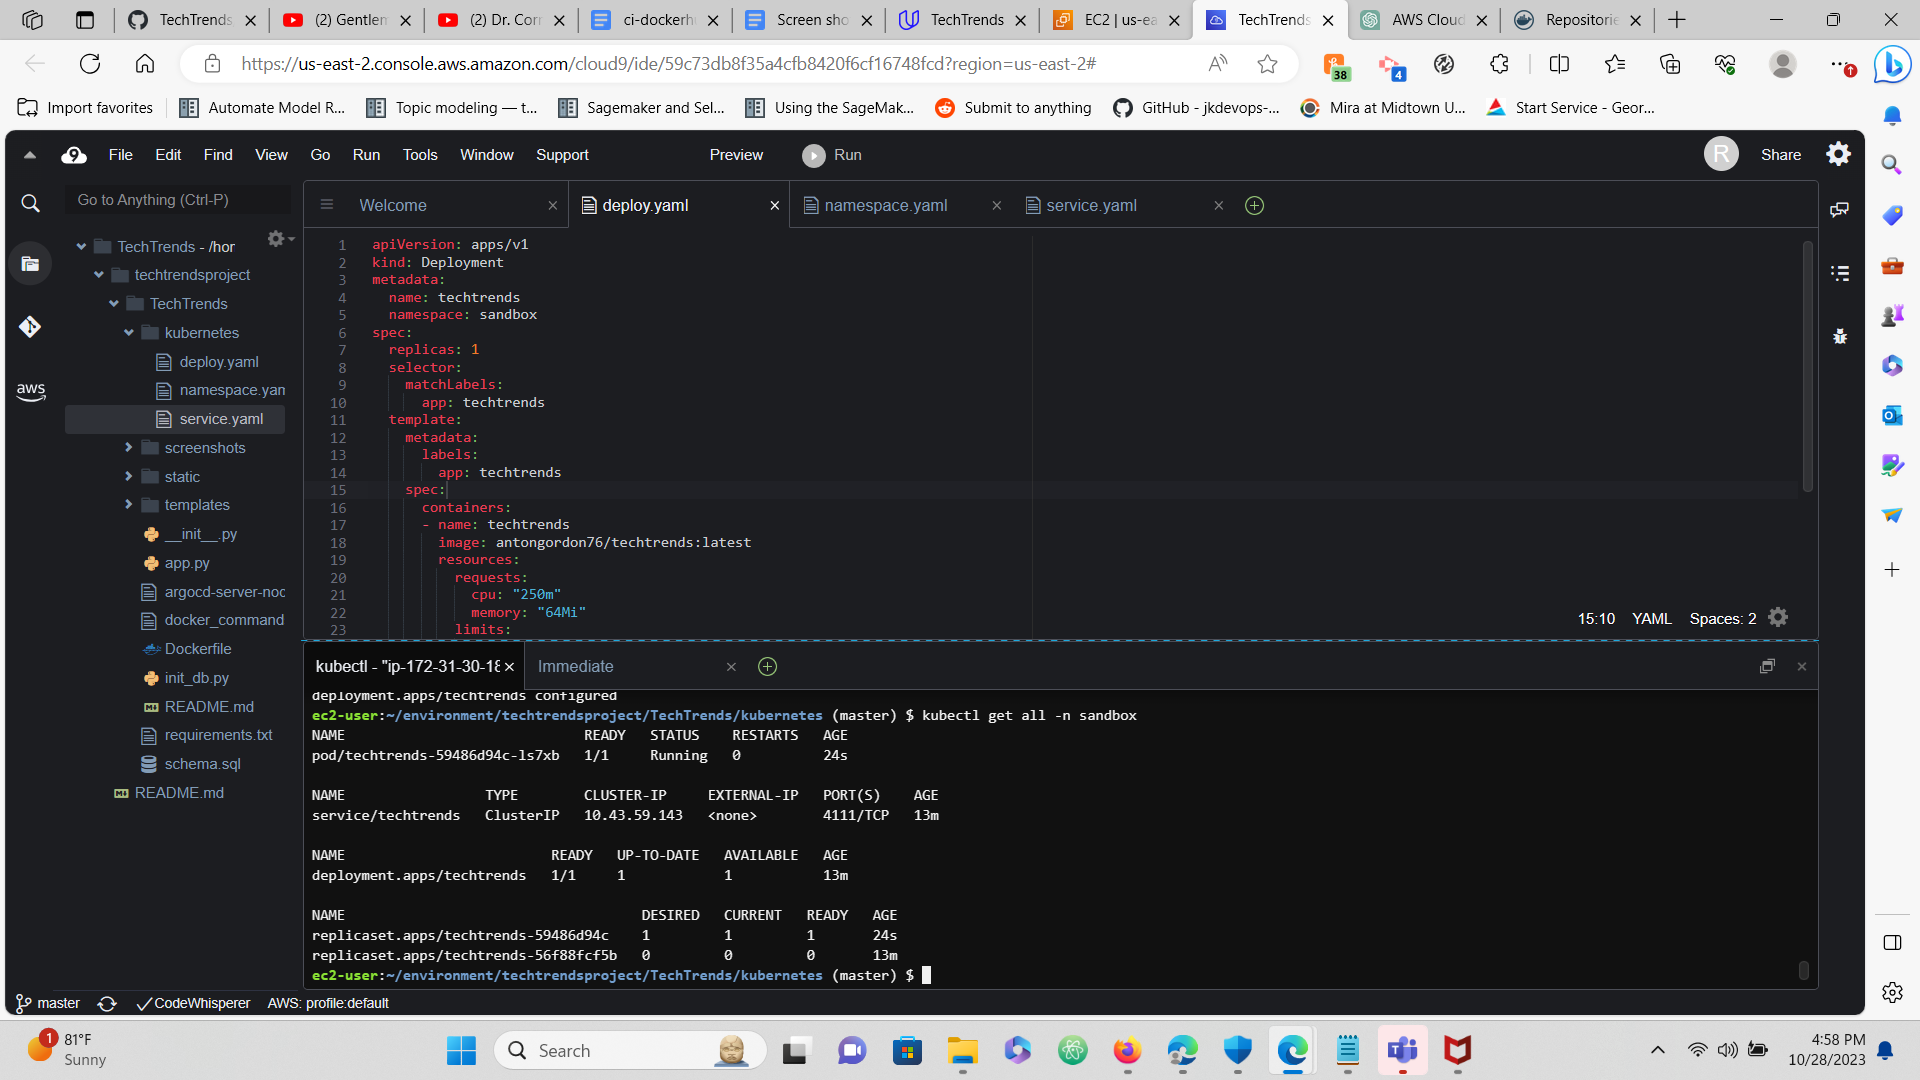 TechTrends
(2) Gentlem
(2) Dr. Corn
ci-dockerh
Screen sho
TechTrends
EC2 | us-ea
TechTrends
AWS Cloud
Repositorie
https://us-east-2.console.aws.amazon.com/cloud9/ide/59c73db8f35a4cfb8420f6cf16748fcd?region=us-east-2#
38
4
Import favorites
Automate Model R...
Topic modeling — t...
Sagemaker and Sel...
Using the SageMak...
Submit to anything
GitHub - jkdevops-...
Mira at Midtown U...
Start Service - Geor...
9
File Edit Find View Go Run Tools Window Support
Preview
Run
R
Share
Go to Anything (Ctrl-P)
Welcome
deploy.yaml
namespace.yaml
service.yaml
aws
TechTrends - /hor
techtrendsproject
TechTrends
kubernetes
deploy.yaml
namespace.yam
service.yaml
screenshots
static
templates
__init__.py
app.py
argocd-server-noc
docker_command
Dockerfile
init_db.py
README.md
requirements.txt
schema.sql
README.md
1 apiVersion: apps/v1
2 kind: Deployment
3 metadata:
4 name: techtrends
5 namespace: sandbox
6 spec:
7 replicas: 1
8 selector:
9 matchLabels:
10 app: techtrends
11 template:
12 metadata:
13 labels:
14 app: techtrends
15 spec:
16 containers:
17 - name: techtrends
18 image: antongordon76/techtrends:latest
19 resources:
20 requests:
21 cpu: "250m"
22 memory: "64Mi"
23 limits:
15:10 YAML Spaces: 2
kubectl - "ip-172-31-30-18
Immediate
deployment.apps/techtrends configured
ec2-user:~/environment/techtrendsproject/TechTrends/kubernetes (master) $ kubectl get all -n sandbox
NAME READY STATUS RESTARTS AGE
pod/techtrends-59486d94c-ls7xb 1/1 Running 0 24s
NAME TYPE CLUSTER-IP EXTERNAL-IP PORT(S) AGE
service/techtrends ClusterIP 10.43.59.143 <none> 4111/TCP 13m
NAME READY UP-TO-DATE AVAILABLE AGE
deployment.apps/techtrends 1/1 1 1 13m
NAME DESIRED CURRENT READY AGE
replicaset.apps/techtrends-59486d94c 1 1 1 24s
replicaset.apps/techtrends-56f88fcf5b 0 0 0 13m
ec2-user:~/environment/techtrendsproject/TechTrends/kubernetes (master) $
master
CodeWhisperer
AWS: profile:default
1
81°F
Sunny
Search
4:58 PM
10/28/2023